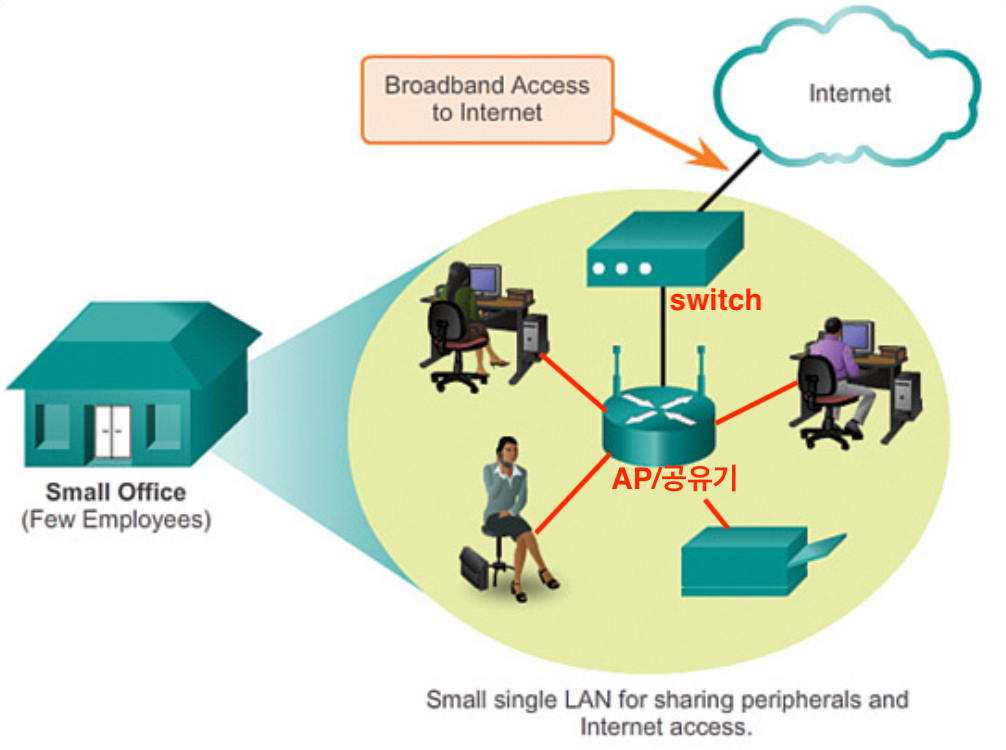 Broadband Access
to Internet
Internet
switch
AP/공유기
Small Office
(Few Employees)
Small single LAN for sharing peripherals and
Internet access.